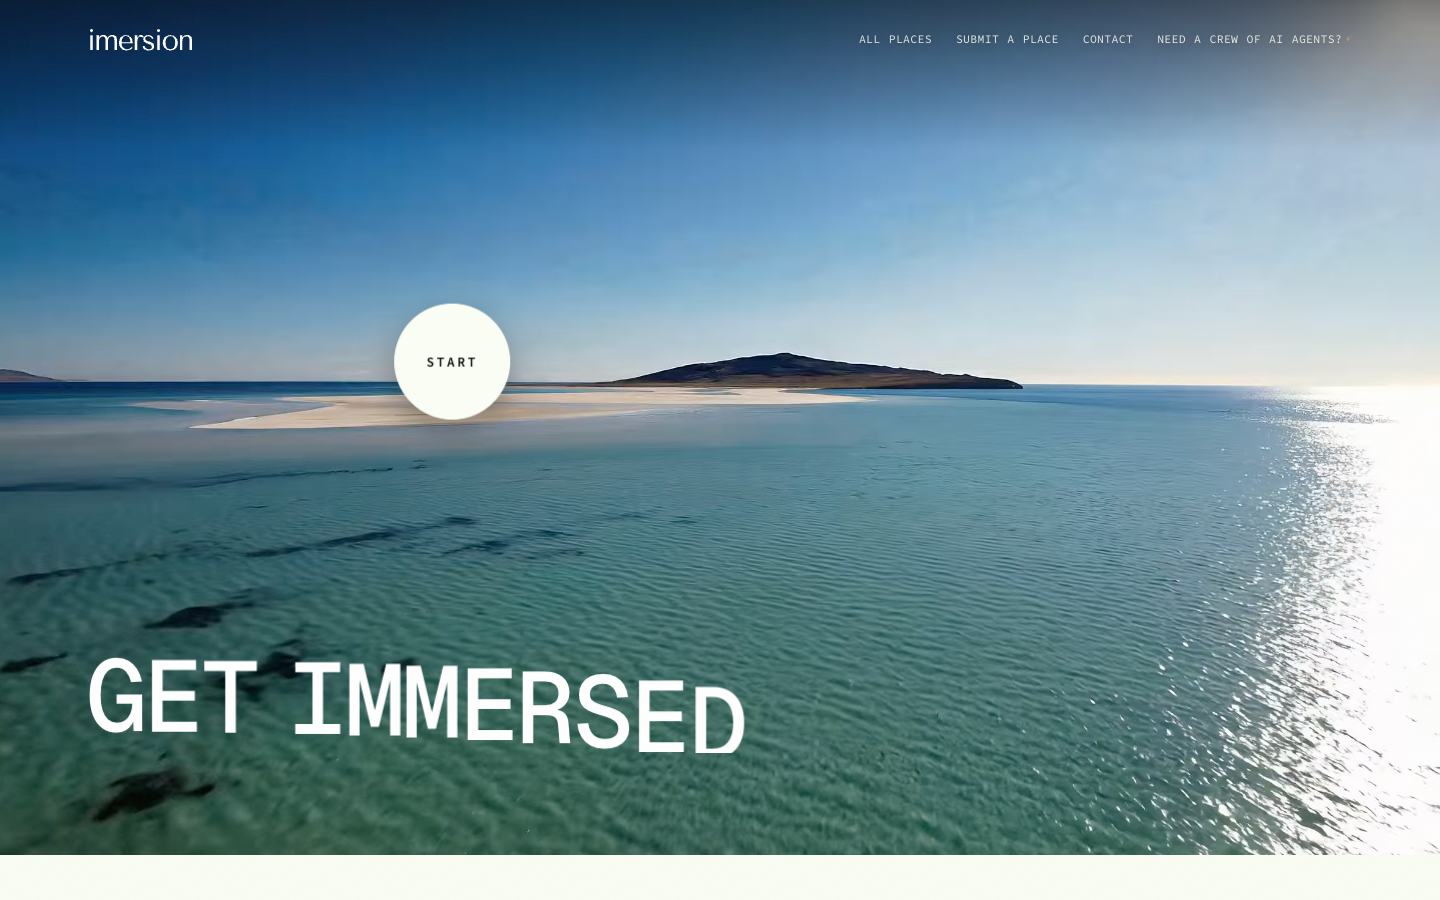 imersion
ALL PLACES SUBMIT A PLACE CONTACT NEED A CREW OF AI AGENTS?
START
GET IMMERSED